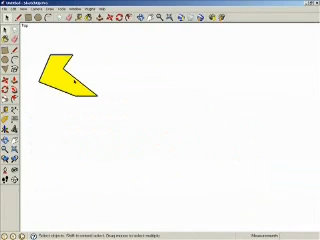 Untitled - SketchUp Pro
File Edit View Camera Draw Tools Window Plugins Help
Top
Select objects. Shift to extend select. Drag mouse to select multiple.
Measurements